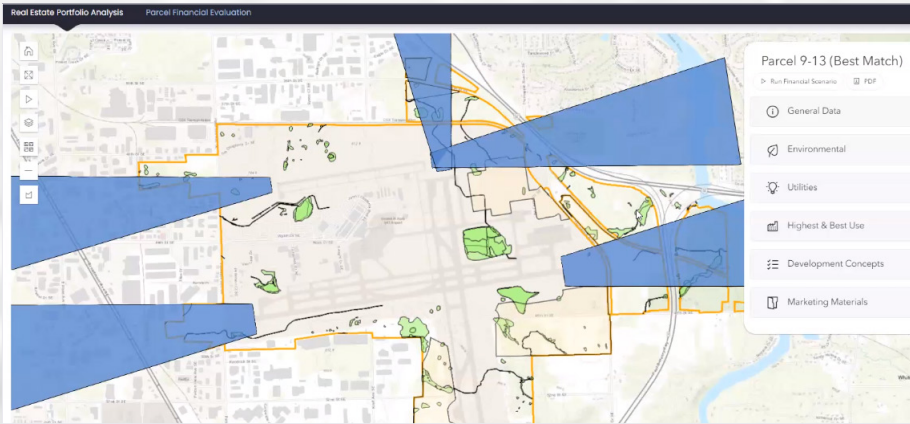 Real Estate Portfolio Analysis Parcel Financial Evaluation
Parcel 9-13 (Best Match)
Run Financial Scenario PDF
General Data
Environmental
Utilities
Highest & Best Use
Development Concepts
Marketing Materials